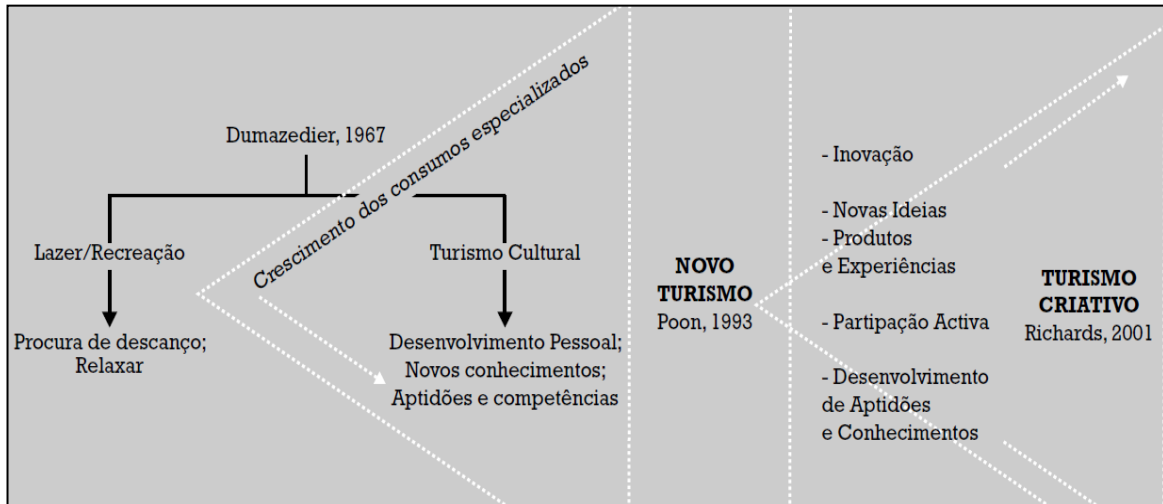 Dumazedier, 1967
Lazer/Recreação
Procura de descanço;
Relaxar
Crescimento dos consumos especializados
Turismo Cultural
Desenvolvimento Pessoal;
Novos conhecimentos;
Aptidões e competências
NOVO
TURISMO
Poon, 1993
- Inovação
- Novas Ideias
- Produtos
e Experiências
- Partipação Activa
- Desenvolvimento
de Aptidões
e Conhecimentos
TURISMO
CRIATIVO
Richards, 2001